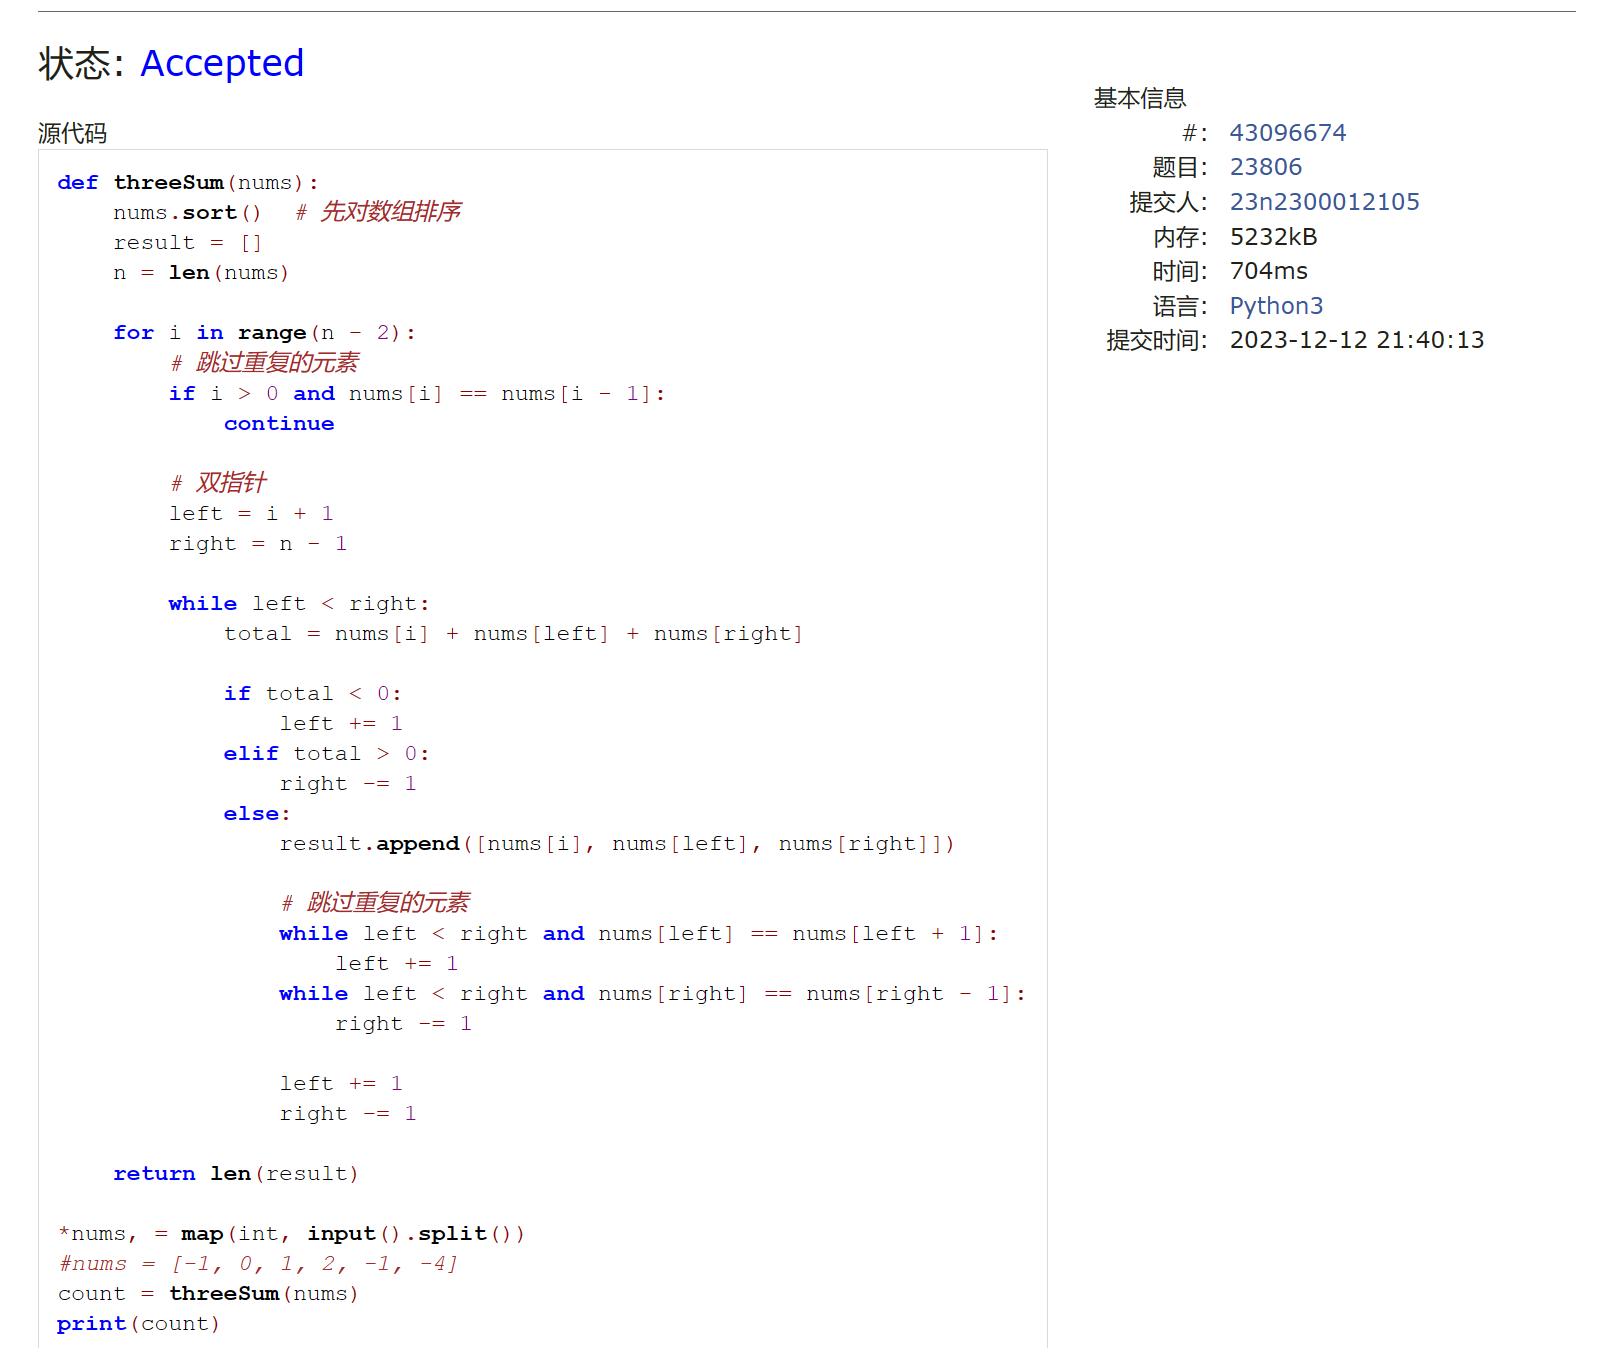 状态: Accepted
源代码
def threeSum(nums):
    nums.sort()  # 先对数组排序
    result = []
    n = len(nums)

    for i in range(n - 2):
        # 跳过重复的元素
        if i > 0 and nums[i] == nums[i - 1]:
            continue

        # 双指针
        left = i + 1
        right = n - 1

        while left < right:
            total = nums[i] + nums[left] + nums[right]

            if total < 0:
                left += 1
            elif total > 0:
                right -= 1
            else:
                result.append([nums[i], nums[left], nums[right]])

                # 跳过重复的元素
                while left < right and nums[left] == nums[left + 1]:
                    left += 1
                while left < right and nums[right] == nums[right - 1]:
                    right -= 1

                left += 1
                right -= 1

    return len(result)

*nums, = map(int, input().split())
#nums = [-1, 0, 1, 2, -1, -4]
count = threeSum(nums)
print(count)
基本信息
#: 43096674
题目: 23806
提交人: 23n2300012105
内存: 5232kB
时间: 704ms
语言: Python3
提交时间: 2023-12-12 21:40:13